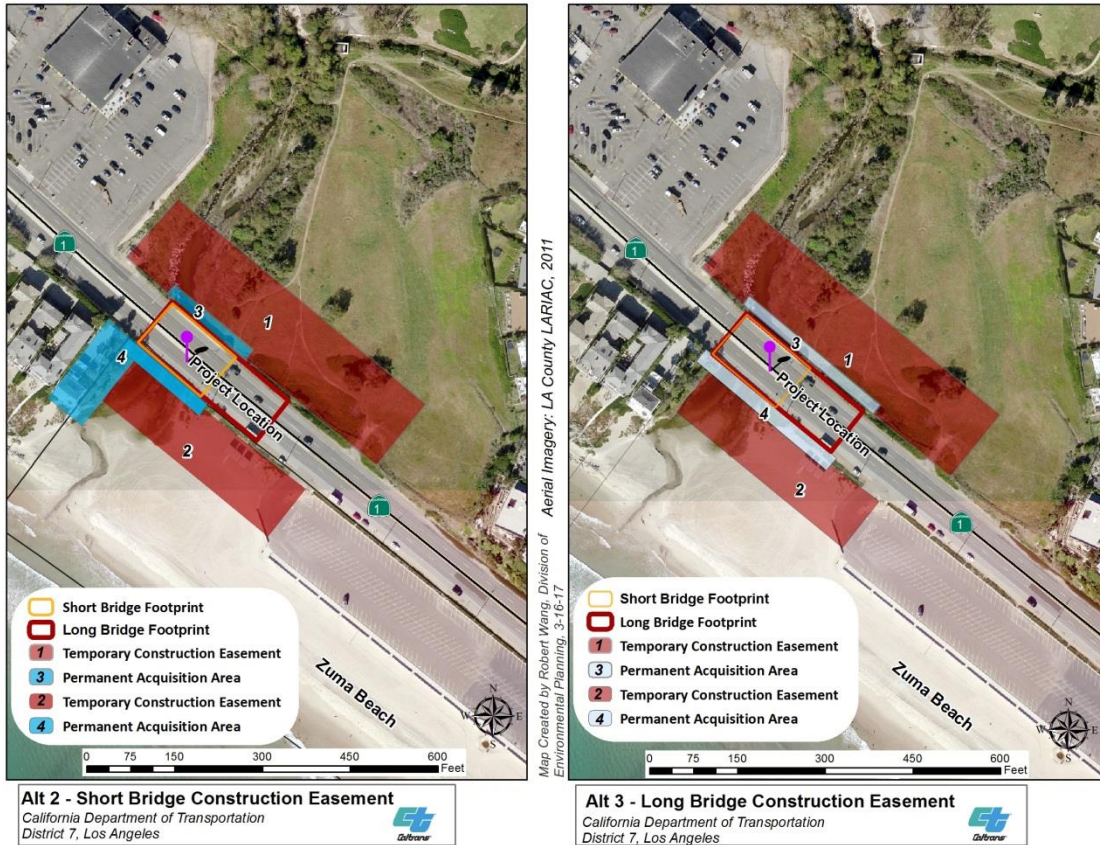 1
3
1
4
Project Location
2
1
Short Bridge Footprint
Long Bridge Footprint
1 Temporary Construction Easement
3 Permanent Acquisition Area
2 Temporary Construction Easement
4 Permanent Acquisition Area
Zuma Beach
N
W E
S
0 75 150 300 450 600
Feet
Alt 2 - Short Bridge Construction Easement
California Department of Transportation
District 7, Los Angeles
Caltrans
Map Created by Robert Wang, Division of
Environmental Planning, 3-16-17
Aerial Imagery: LA County LARIAC, 2011
1
3
1
4
Project Location
2
1
Short Bridge Footprint
Long Bridge Footprint
1 Temporary Construction Easement
3 Permanent Acquisition Area
2 Temporary Construction Easement
4 Permanent Acquisition Area
Zuma Beach
N
W E
S
0 75 150 300 450 600
Feet
Alt 3 - Long Bridge Construction Easement
California Department of Transportation
District 7, Los Angeles
Caltrans